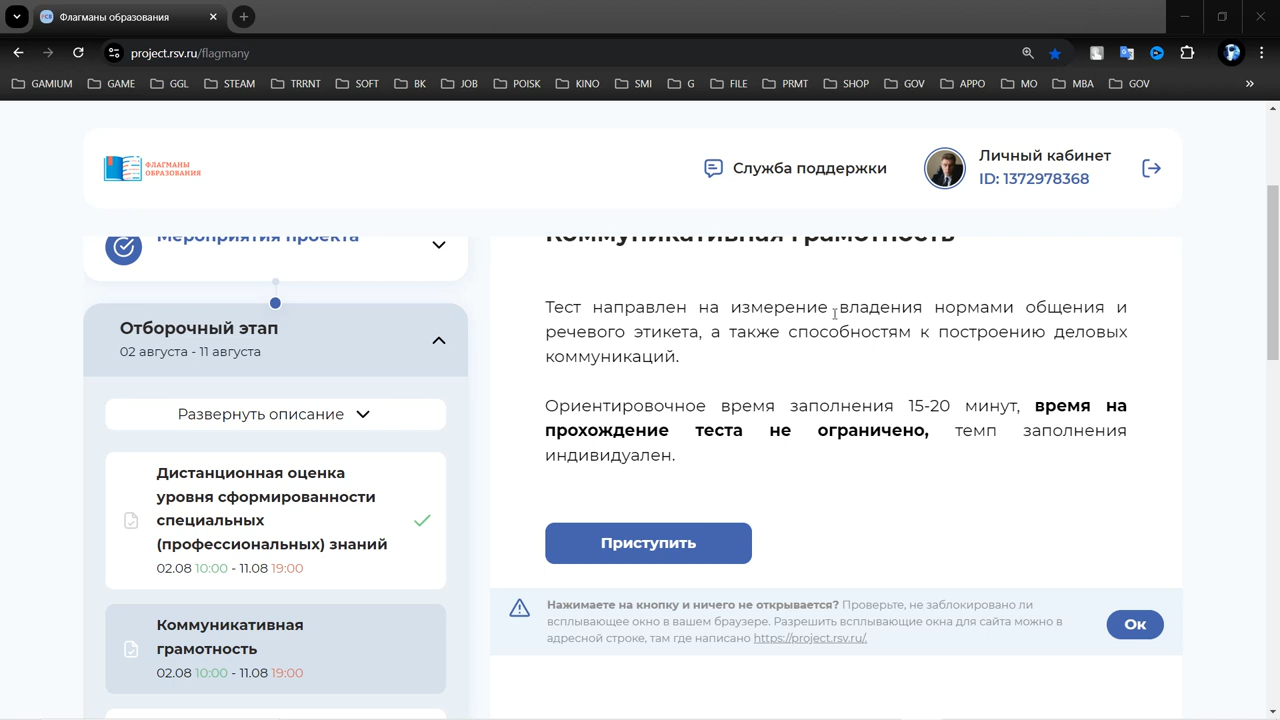 Флагманы образования
project.rsv.ru/flagmany
GAMIUM GAME GGL STEAM TRRNT SOFT BK JOB POISK KINO SMI G FILE PRMT SHOP GOV APPO MO MBA GOV »
ФЛАГМАНЫ
ОБРАЗОВАНИЯ
Служба поддержки
Личный кабинет
ID: 1372978368
Мероприятия проекта
Отборочный этап
02 августа - 11 августа
Развернуть описание
Дистанционная оценка
уровня сформированности
специальных
(профессиональных) знаний
02.08 10:00 - 11.08 19:00
Коммуникативная
грамотность
02.08 10:00 - 11.08 19:00
Коммуникативная грамотность
Тест направлен на измерение владения нормами общения и
речевого этикета, а также способностям к построению деловых
коммуникаций.
Ориентировочное время заполнения 15-20 минут, время на
прохождение теста не ограничено, темп заполнения
индивидуален.
Приступить
Нажимаете на кнопку и ничего не открывается? Проверьте, не заблокировано ли
всплывающее окно в вашем браузере. Разрешить всплывающие окна для сайта можно в
адресной строке, там где написано https://project.rsv.ru/.
Ок